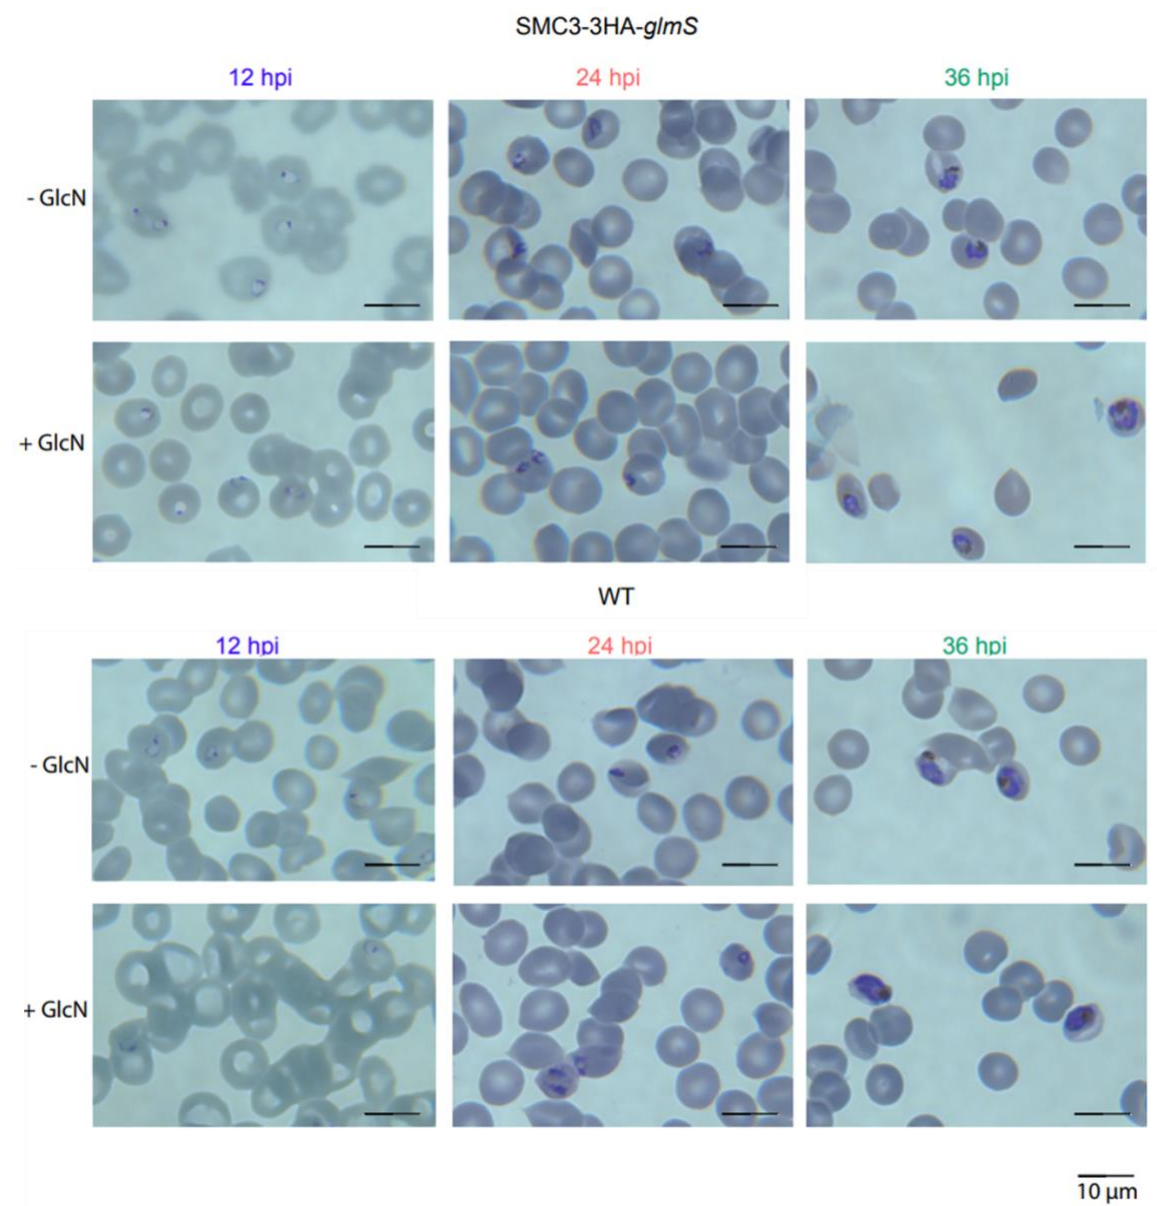 SMC3-3HA-glmS
12 hpi 24 hpi 36 hpi
- GlcN
+ GlcN
WT
12 hpi 24 hpi 36 hpi
- GlcN
+ GlcN
10 µm